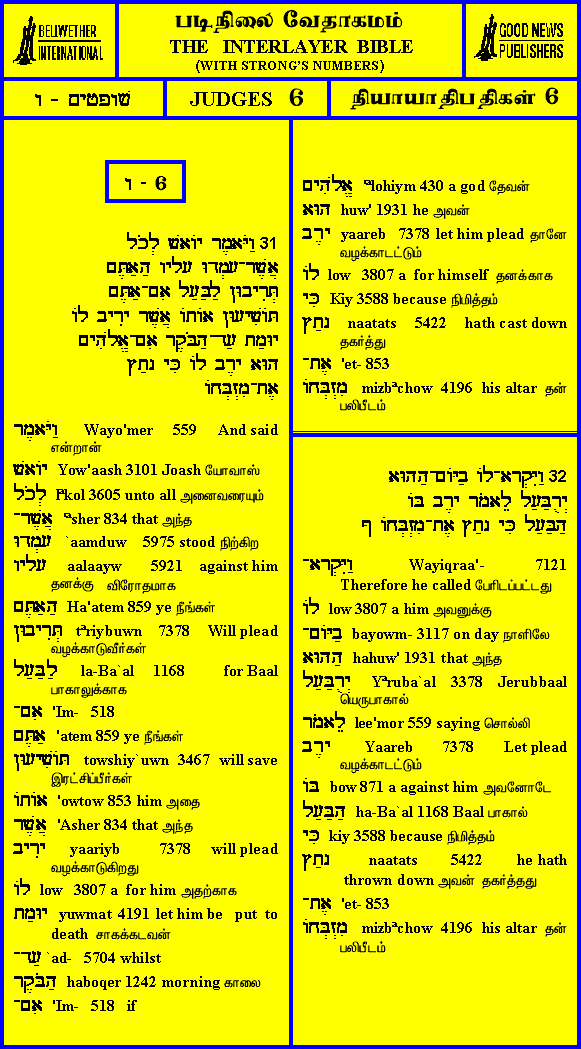 BELLWETHER
INTERNATIONAL
படிநிலை வேதாகமம்
THE INTERLAYER BIBLE
(WITH STRONG'S NUMBERS)
GOOD NEWS
PUBLISHERS
שופטים - ו
JUDGES 6
நியாயாதிபதிகள் 6
ו - 6
31 וַיֹּאמֶר יוֹאָשׁ לְכֹל
אֲשֶׁר־עָמְדוּ עָלָיו הַאַתֶּם
תְּרִיבוּן לַבַּעַל אִם־אַתֶּם
תּוֹשִׁיעוּן אוֹתוֹ אֲשֶׁר יָרִיב לוֹ
יוּמַת עַד־הַבֹּקֶר אִם־אֱלֹהִים
הוּא יָרֶב לוֹ כִּי נָתַץ
אֶת־מִזְבְּחוֹ
וַיֹּאמֶר Wayo'mer 559 And said
என்றான்
יוֹאָשׁ Yow'aash 3101 Joash யோவாஸ்
לְכֹל lªkol 3605 unto all அனைவரையும்
אֲשֶׁר־ ªsher 834 that அந்த
עָמְדוּ `aamduw 5975 stood நிற்கிற
עָלָיו aalaayw 5921 against him
தனக்கு விரோதமாக
הַאַתֶּם Ha'atem 859 ye நீங்கள்
תְּרִיבוּן tªriybuwn 7378 Will plead
வழக்காடுவீர்கள்
לַבַּעַל la-Ba`al 1168 for Baal
பாகாலுக்காக
אִם־ 'Im- 518
אַתֶּם 'atem 859 ye நீங்கள்
תּוֹשִׁיעוּן towshiy`uwn 3467 will save
இரட்சிப்பீர்கள்
אוֹתוֹ 'owtow 853 him அதை
אֲשֶׁר 'Asher 834 that அந்த
יָרִיב yaariyb 7378 will plead
வழக்காடுகிறது
לוֹ low 3807 a for him அதற்காக
יוּמַת yuwmat 4191 let him be put to
death சாகக்கடவன்
עַד־ `ad- 5704 whilst
הַבֹּקֶר haboqer 1242 morning காலை
אִם־ 'Im- 518 if
אֱלֹהִים ªlohiym 430 a god தேவன்
הוּא huw' 1931 he அவன்
יָרֶב yaareb 7378 let him plead தானே
வழக்காடட்டும்
לוֹ low 3807 a for himself தனக்காக
כִּי Kiy 3588 because நிமித்தம்
נָתַץ naatats 5422 hath cast down
தகர்த்து
אֶת־ 'et- 853
מִזְבְּחוֹ mizbªchow 4196 his altar தன்
பலிபீடம்
32 וַיִּקְרָא־לוֹ בַיּוֹם־הַהוּא
יְרֻבַּעַל לֵאמֹר יָרֶב בּוֹ
הַבַּעַל כִּי נָתַץ אֶת־מִזְבְּחוֹ ף
וַיִּקְרָא־ Wayiqraa'- 7121
Therefore he called பேரிடப்பட்டது
לוֹ low 3807 a him அவனுக்கு
בַיּוֹם־ bayowm- 3117 on day நாளிலே
הַהוּא hahuw' 1931 that அந்த
יְרֻבַּעַל Yªruba`al 3378 Jerubbaal
யெருபாகால்
לֵאמֹר lee'mor 559 saying சொல்லி
יָרֶב Yaareb 7378 Let plead
வழக்காடட்டும்
בּוֹ bow 871 a against him அவனோடே
הַבַּעַל ha-Ba`al 1168 Baal பாகால்
כִּי kiy 3588 because நிமித்தம்
נָתַץ naatats 5422 he hath
thrown down அவன் தகர்த்தது
אֶת־ 'et- 853
מִזְבְּחוֹ mizbªchow 4196 his altar தன்
பலிபீடம்